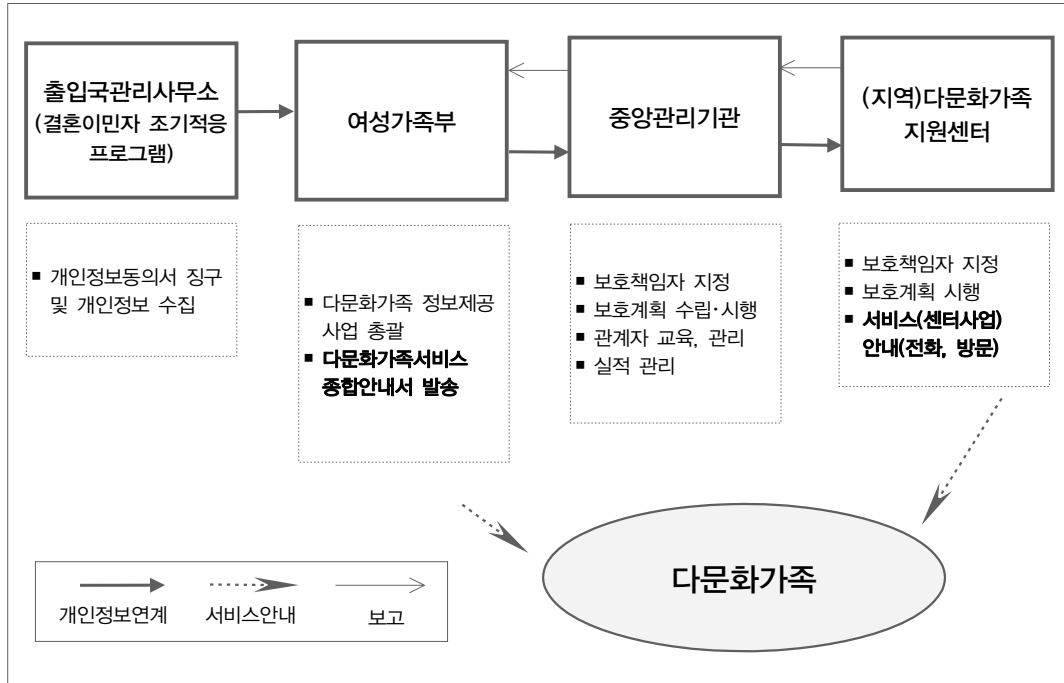 출입국관리사무소
(결혼이민자 조기적응
프로그램)
여성가족부
중앙관리기관
(지역)다문화가족
지원센터
▪ 개인정보동의서 징구
및 개인정보 수집
▪ 다문화가족 정보제공
사업 총괄
▪ 다문화가족서비스
종합안내서 발송
▪ 보호책임자 지정
▪ 보호계획 수립·시행
▪ 관계자 교육, 관리
▪ 실적 관리
▪ 보호책임자 지정
▪ 보호계획 시행
▪ 서비스(센터사업)
안내(전화, 방문)
다문화가족
개인정보연계
서비스안내
보고